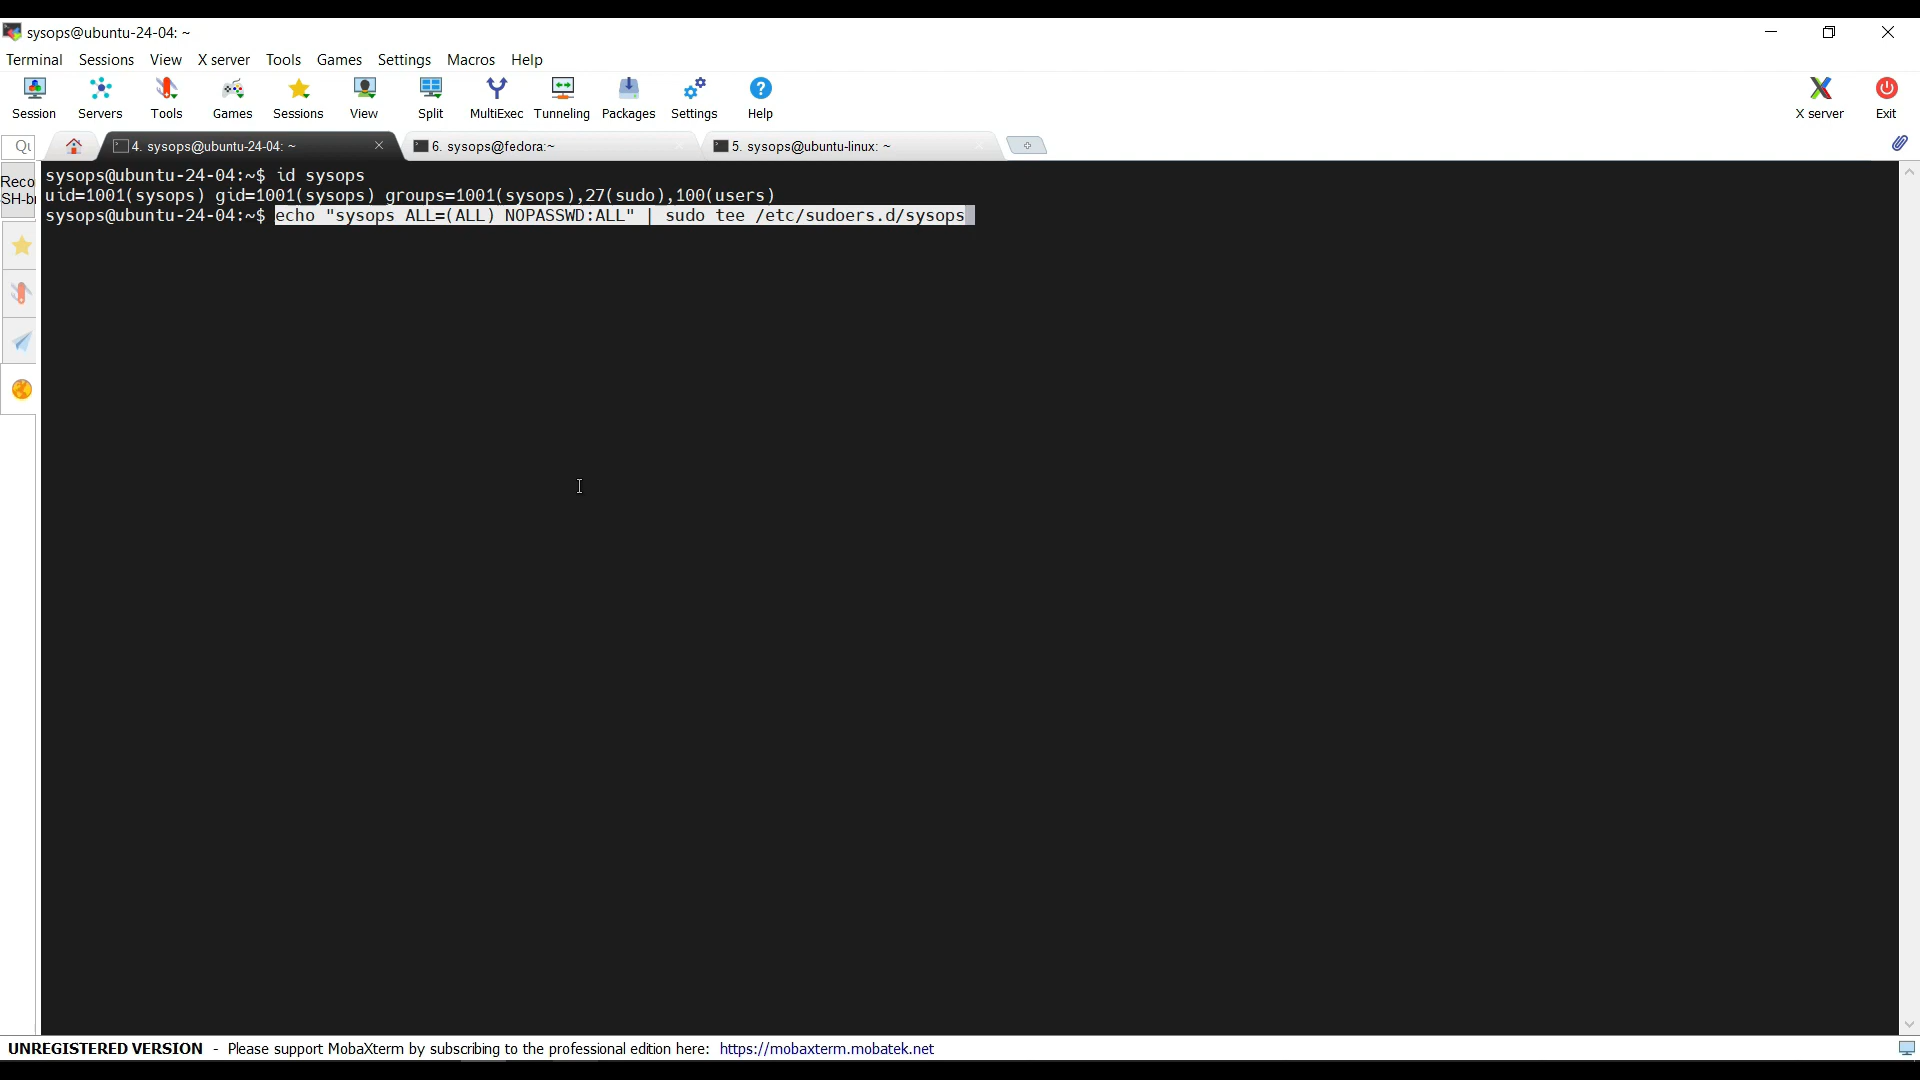 sysops@ubuntu-24-04: ~
Terminal Sessions View X server Tools Games Settings Macros Help
Session Servers Tools Games Sessions View Split MultiExec Tunneling Packages Settings Help X server Exit
4. sysops@ubuntu-24-04: ~ 6. sysops@fedora:~ 5. sysops@ubuntu-linux: ~
sysops@ubuntu-24-04:~$ id sysops
uid=1001(sysops) gid=1001(sysops) groups=1001(sysops),27(sudo),100(users)
sysops@ubuntu-24-04:~$ echo "sysops ALL=(ALL) NOPASSWD:ALL" | sudo tee /etc/sudoers.d/sysops
UNREGISTERED VERSION - Please support MobaXterm by subscribing to the professional edition here: https://mobaxterm.mobatek.net